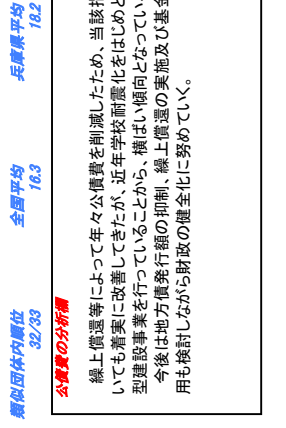 類似団体内順位 全国平均 兵庫県平均
32/33 16.3 18.2
公債費の分析欄
繰上償還等によって年々公債費を削減したため、当該
いても着実に改善してきたが、近年学校耐震化をはじめと
型建設事業を行っていることから、横ばい傾向となってい
今後は地方債発行額の抑制、繰上償還の実施及び基金
用も検討しながら財政の健全化に努めていく。